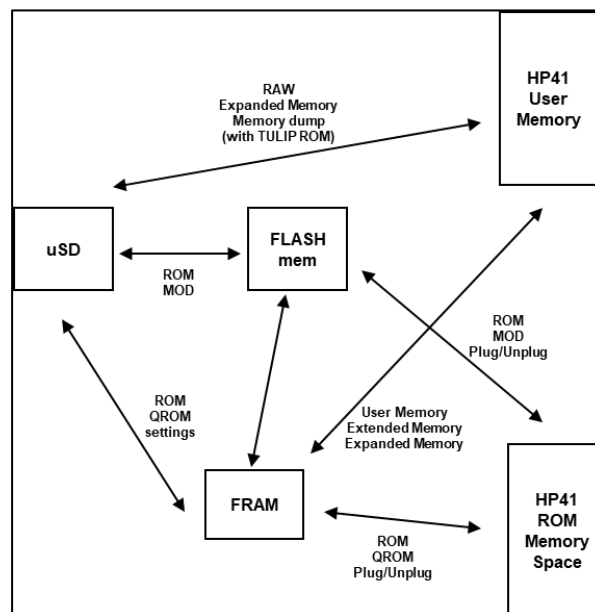 RAW
Expanded Memory
Memory dump
(with TULIP ROM)
HP41
User
Memory
uSD
FLASH
mem
ROM
MOD
ROM
MOD
Plug/Unplug
ROM
QROM
settings
User Memory
Extended Memory
Expanded Memory
FRAM
HP41
ROM
Memory
Space
ROM
QROM
Plug/Unplug